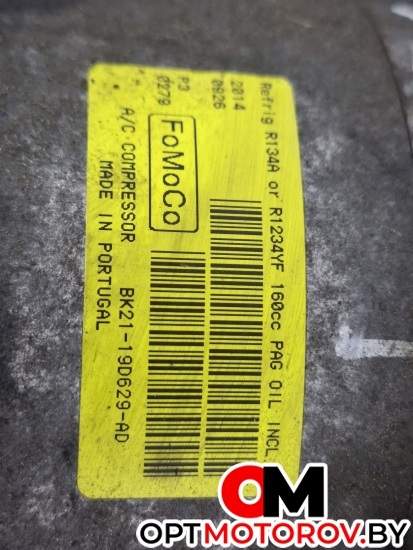 Refrig R134A or R1234YF 160cc PAG OIL INCL
2014
0926
P3
0279
FoMoCo
A/C COMPRESSOR BK21-19D629-AD
MADE IN PORTUGAL
OM
OPTMOTOROV.BY